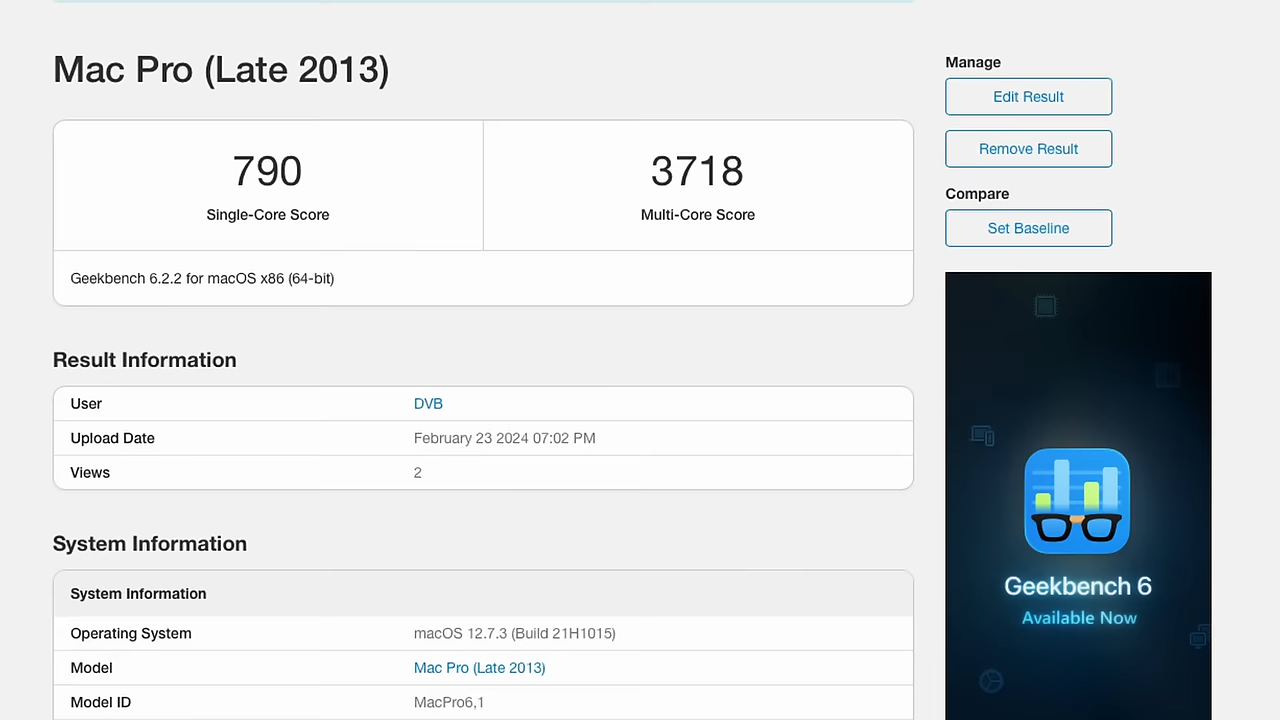 Mac Pro (Late 2013)
790
Single-Core Score
3718
Multi-Core Score
Geekbench 6.2.2 for macOS x86 (64-bit)
Result Information
User DVB
Upload Date February 23 2024 07:02 PM
Views 2
System Information
System Information
Operating System macOS 12.7.3 (Build 21H1015)
Model Mac Pro (Late 2013)
Model ID MacPro6,1
Manage
Edit Result
Remove Result
Compare
Set Baseline
Geekbench 6
Available Now